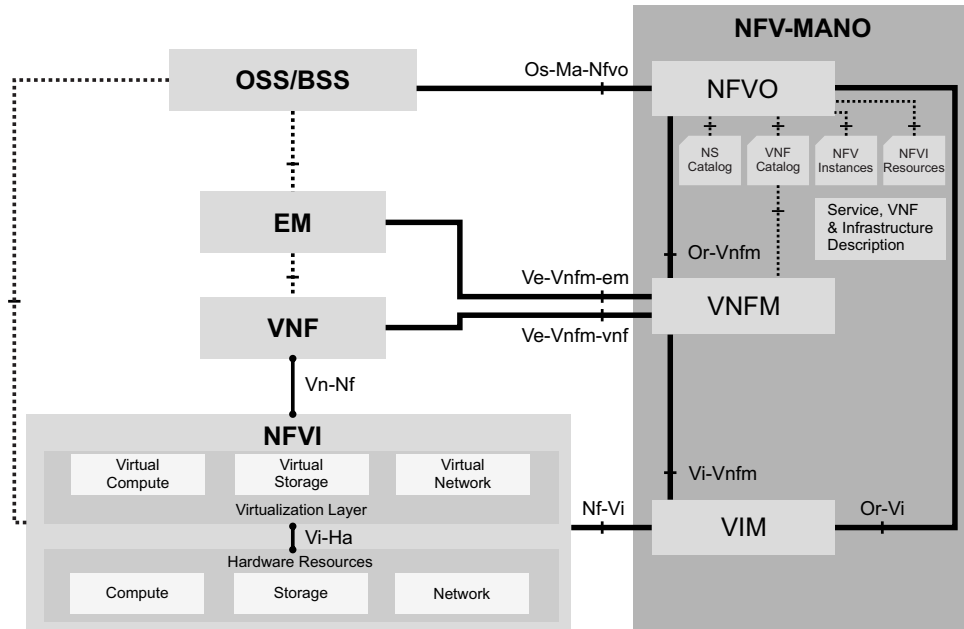 NFV-MANO
OSS/BSS
Os-Ma-Nfvo
NFVO
NS
Catalog
VNF
Catalog
NFV
Instances
NFVI
Resources
Service, VNF
& Infrastructure
Description
EM
Or-Vnfm
Ve-Vnfm-em
VNFM
VNF
Ve-Vnfm-vnf
Vn-Nf
NFVI
Virtual
Compute
Virtual
Storage
Virtual
Network
Virtualization Layer
Vi-Vnfm
Nf-Vi
VIM
Or-Vi
Vi-Ha
Hardware Resources
Compute
Storage
Network